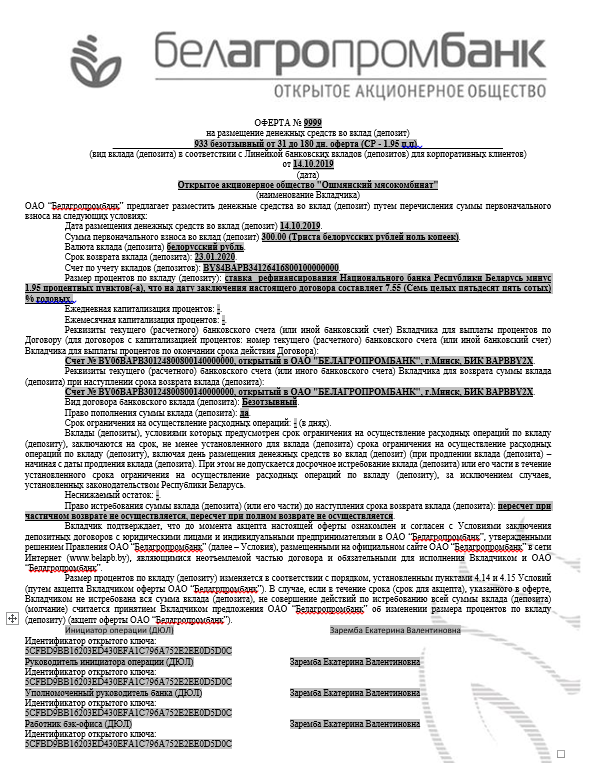 белагропромбанк
ОТКРЫТОЕ АКЦИОНЕРНОЕ ОБЩЕСТВО
ОФЕРТА № 9999
на размещение денежных средств во вклад (депозит)
933 безотзывный от 31 до 180 дн. оферта (СР - 1.95 п.п)
(вид вклада (депозита) в соответствии с Линейкой банковских вкладов (депозитов) для корпоративных клиентов)
от 14.10.2019
(дата)
Открытое акционерное общество "Ошмянский мясокомбинат"
(наименование Вкладчика)
ОАО "Белагропромбанк" предлагает разместить денежные средства во вклад (депозит) путем перечисления суммы первоначального
взноса на следующих условиях:
Дата размещения денежных средств во вклад (депозит) 14.10.2019.
Сумма первоначального взноса во вклад (депозит) 300.00 (Триста белорусских рублей ноль копеек).
Валюта вклада (депозита) белорусский рубль.
Срок возврата вклада (депозита): 23.01.2020.
Счет по учету вкладов (депозитов): BY84BAPB34126416800100000000.
Размер процентов по вкладу (депозиту): ставка рефинансирования Национального банка Республики Беларусь минус
1.95 процентных пунктов(-а), что на дату заключения настоящего договора составляет 7.55 (Семь целых пятьдесят пять сотых)
% годовых.
Ежедневная капитализация процентов: -.
Ежемесячная капитализация процентов: -.
Реквизиты текущего (расчетного) банковского счета (или иной банковский счет) Вкладчика для выплаты процентов по
Договору (для договоров с капитализацией процентов: номер текущего (расчетного) банковского счета (или иной банковский счет)
Вкладчика для выплаты процентов по окончании срока действия Договора):
Счет № BY06BAPB30124800800140000000, открытый в ОАО "БЕЛАГРОПРОМБАНК", г.Минск, БИК BAPBBY2X.
Реквизиты текущего (расчетного) банковского счета (или иного банковского счета) Вкладчика для возврата суммы вклада
(депозита) при наступлении срока возврата вклада (депозита):
Счет № BY06BAPB30124800800140000000, открытый в ОАО "БЕЛАГРОПРОМБАНК", г.Минск, БИК BAPBBY2X.
Вид договора банковского вклада (депозита): Безотзывный.
Право пополнения суммы вклада (депозита): да.
Срок ограничения на осуществление расходных операций: - (в днях).
Вклады (депозиты), условиями которых предусмотрен срок ограничения на осуществление расходных операций по вкладу
(депозиту), заключаются на срок, не менее установленного для вклада (депозита) срока ограничения на осуществление расходных
операций по вкладу (депозиту), включая день размещения денежных средств во вклад (при продлении вклада (депозита) –
начиная с даты продления вклада (депозита). При этом не допускается досрочное истребование вклада (депозита) или его части в течение
установленного срока ограничения на осуществление расходных операций по вкладу (депозиту), за исключением случаев,
установленных законодательством Республики Беларусь.
Неснижаемый остаток: -.
Право истребования суммы вклада (депозита) (или его части) до наступления срока возврата вклада (депозита): пересчет при
частичном возврате не осуществляется, пересчет при полном возврате не осуществляется.
Вкладчик подтверждает, что до момента акцепта настоящей оферты ознакомлен и согласен с Условиями заключения
депозитных договоров с юридическими лицами и индивидуальными предпринимателями в ОАО "Белагропромбанк", утвержденными
решением Правления ОАО "Белагропромбанк" (далее – Условия), размещенными на официальном сайте ОАО "Белагропромбанк" в сети
Интернет (www.belapb.by), являющимися неотъемлемой частью договора и обязательными для исполнения Вкладчиком и ОАО
"Белагропромбанк".
Размер процентов по вкладу (депозиту) изменяется в соответствии с порядком, установленным пунктами 4.14 и 4.15 Условий
(путем акцепта Вкладчиком оферты ОАО "Белагропромбанк"). В случае, если в течение срока (срок для акцепта), указанного в оферте,
Вкладчиком не истребована вся сумма вклада (депозита), не совершение действий по истребованию всей суммы вклада (депозита)
(молчание) считается принятием Вкладчиком предложения ОАО "Белагропромбанк" об изменении размера процентов по вкладу
(депозиту) (акцепт оферты ОАО "Белагропромбанк").
Инициатор операции (ДЮЛ) Заремба Екатерина Валентиновна
Идентификатор открытого ключа:
5CFBD9BB16203ED430EFA1C796A752E2EE0D5D0C
Руководитель инициатора операции (ДЮЛ) Заремба Екатерина Валентиновна
Идентификатор открытого ключа:
5CFBD9BB16203ED430EFA1C796A752E2EE0D5D0C
Уполномоченный руководитель банка (ДЮЛ) Заремба Екатерина Валентиновна
Идентификатор открытого ключа:
5CFBD9BB16203ED430EFA1C796A752E2EE0D5D0C
Работник бэк-офиса (ДЮЛ) Заремба Екатерина Валентиновна
Идентификатор открытого ключа:
5CFBD9BB16203ED430EFA1C796A752E2EE0D5D0C